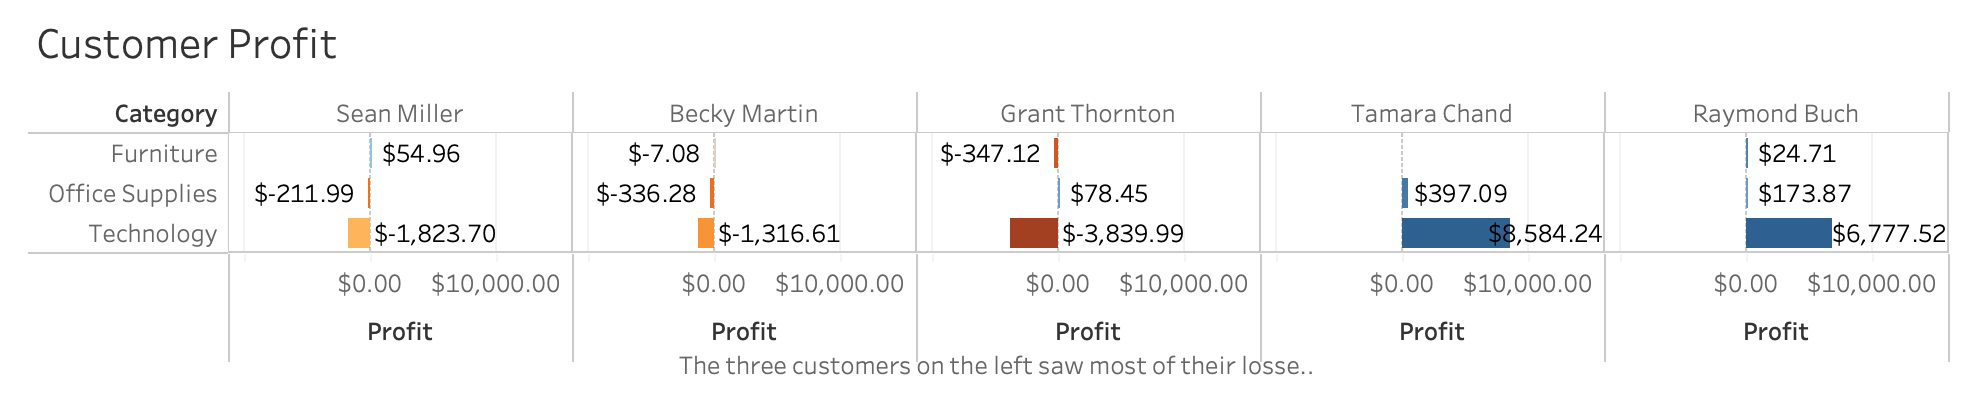 Customer Profit
Category Sean Miller Becky Martin Grant Thornton Tamara Chand Raymond Buch
Furniture $54.96 $-7.08 $-347.12 $24.71
Office Supplies $-211.99 $-336.28 $78.45 $397.09 $173.87
Technology $-1,823.70 $-1,316.61 $-3,839.99 $8,584.24 $6,777.52
$0.00 $10,000.00 $0.00 $10,000.00 $0.00 $10,000.00 $0.00 $10,000.00 $0.00 $10,000.00
Profit Profit Profit Profit Profit
The three customers on the left saw most of their losse..